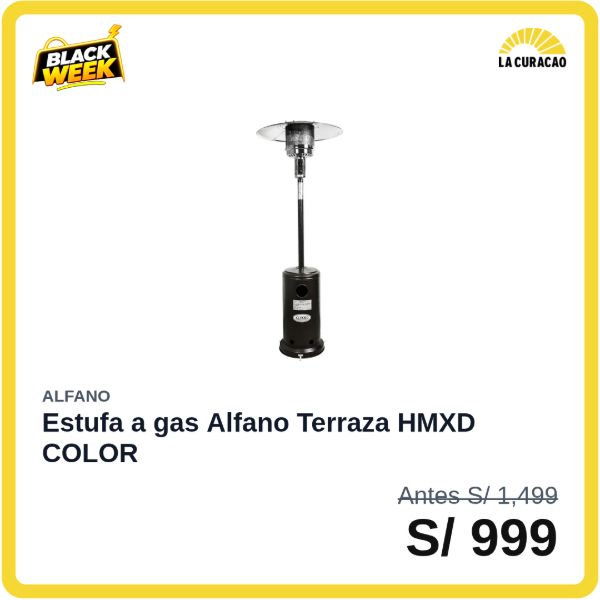 BLACK
WEEK
LA CURACAO
ALFANO
Estufa a gas Alfano Terraza HMXD
COLOR
Antes S/ 1,499
S/ 999